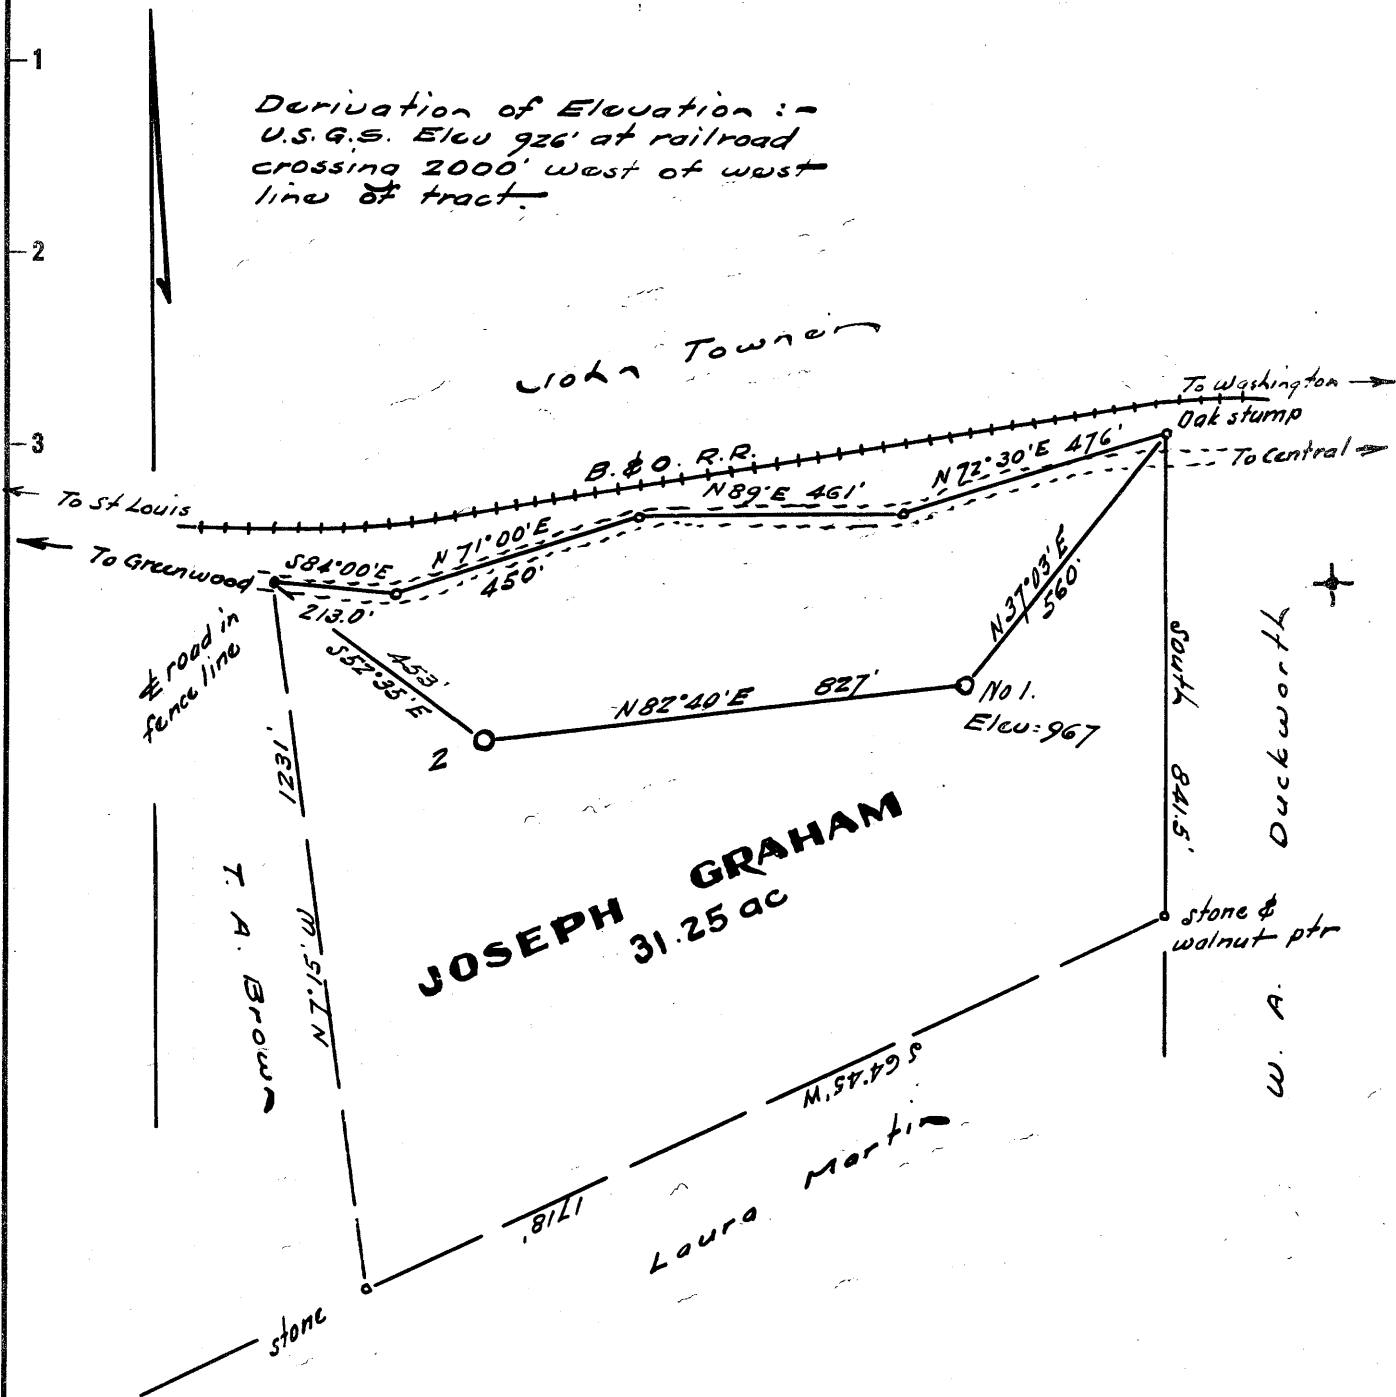 1
Derivation of Elevation :-
U.S.G.S. Elev 926' at railroad
crossing 2000' west of west
line of tract.
2
John Towner
To Washington
Oak stump
3
B.&O. R.R.
N72°30'E 476'
To Central
N89°E 461'
To St Louis
N 71°00'E
450'
To Greenwood
S84°00'E
213.0'
N37°03'E
560'
℄ road in
fence line
453'
S52°35'E
South 841.5'
N82°40'E 827'
No 1.
Elev=967
2
1231'
N 7°15' W
JOSEPH GRAHAM
31.25 ac
T. A. Brown
W. A. Duckworth
stone &
walnut ptr
S 64°45' W
1718'
Laura Martin
stone